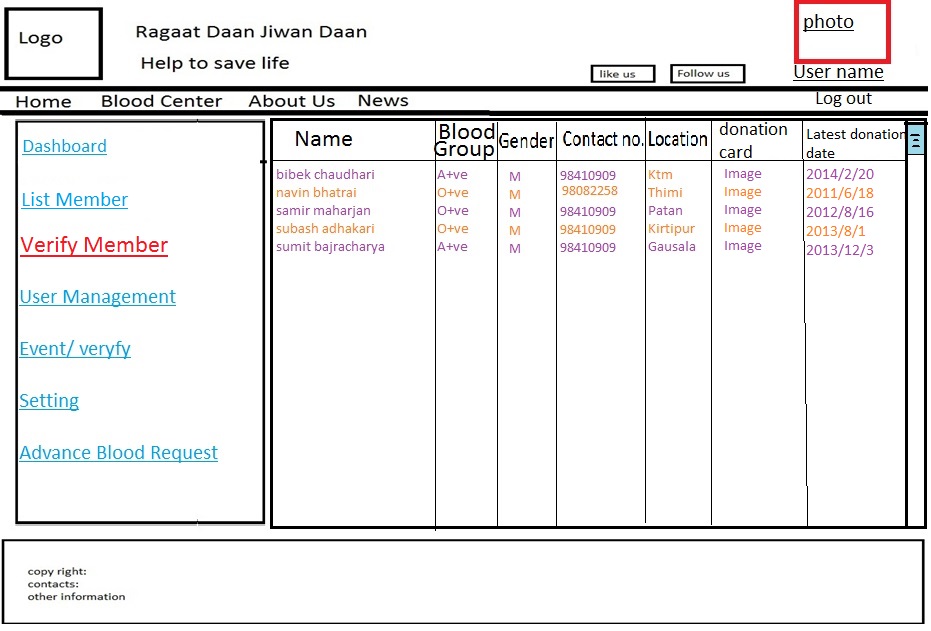 Logo
Ragaat Daan Jiwan Daan
Help to save life
like us
Follow us
photo
User name
Home Blood Center About Us News
Log out
Dashboard
List Member
Verify Member
User Management
Event/ veryfy
Setting
Advance Blood Request
Name Blood Group Gender Contact no. Location donation card Latest donation date
bibek chaudhari A+ve M 98410909 Ktm Image 2014/2/20
navin bhatrai O+ve M 98082258 Thimi Image 2011/6/18
samir maharjan O+ve M 98410909 Patan Image 2012/8/16
subash adhakari O+ve M 98410909 Kirtipur Image 2013/8/1
sumit bajracharya A+ve M 98410909 Gausala Image 2013/12/3
copy right:
contacts:
other information